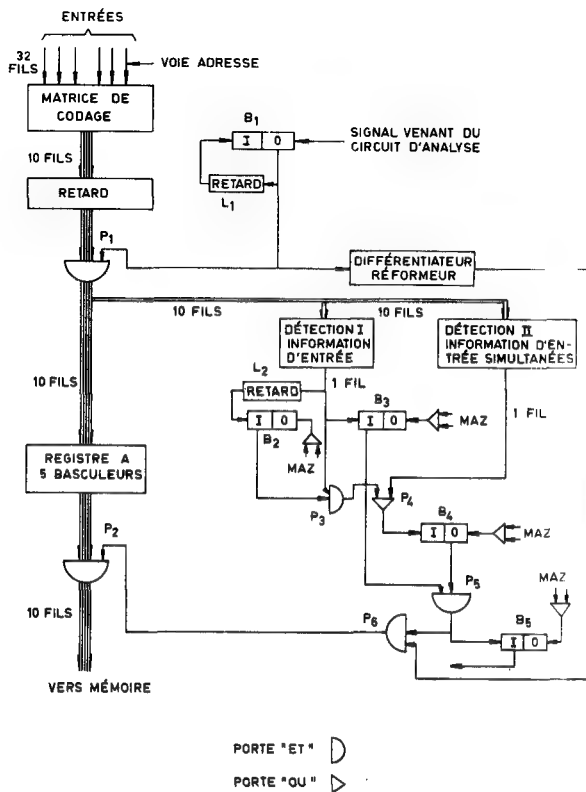 ENTRÉES
32
FILS
VOIE ADRESSE
MATRICE DE
CODAGE
B1
I 0
SIGNAL VENANT DU
CIRCUIT D'ANALYSE
10 FILS
RETARD
RETARD
L1
P1
DIFFÉRENTIATEUR
RÉFORMEUR
10 FILS
10 FILS
DÉTECTION I
INFORMATION
D'ENTRÉE
DÉTECTION II
INFORMATION D'EN-
TRÉE SIMULTANÉES
10 FILS
L2
RETARD
1 FIL
1 FIL
B3
I 0
MAZ
I 0
B2
MAZ
REGISTRE A
5 BASCULEURS
P3
P4
B4
I 0
MAZ
P2
P5
MAZ
10 FILS
P6
B5
I 0
VERS MÉMOIRE
PORTE "ET"
PORTE "OU"